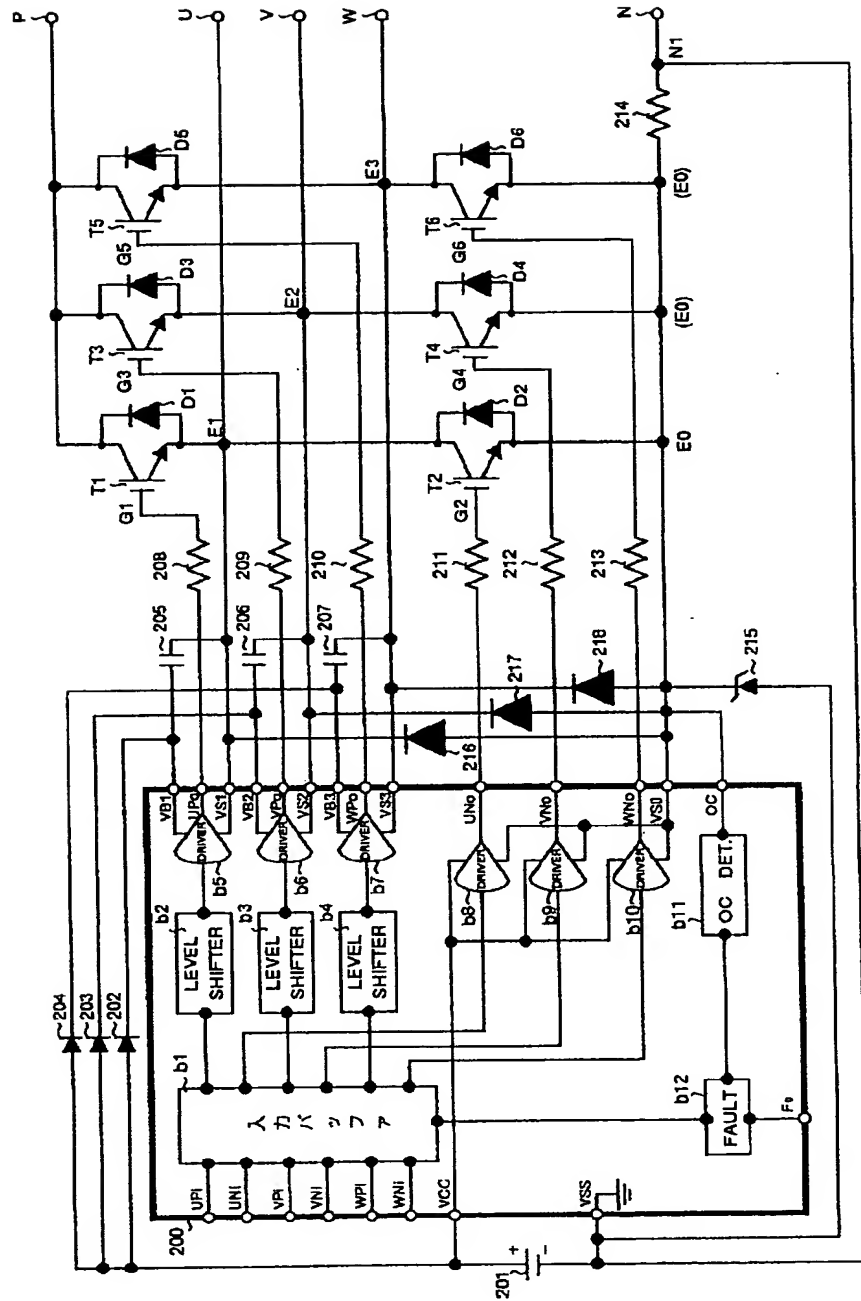 P
U
V
W
N
N1
214
T5
G5
D5
T3
G3
D3
T1
G1
D1
E1
E2
E3
T6
G6
D6
T4
G4
D4
T2
G2
D2
E0
(E0)
(E0)
208
209
210
205
206
207
211
212
213
216
217
218
215
204
203
202
VB1
UPo
VS1
VB2
VPo
VS2
VB3
WPo
VS3
UNo
VNo
WNo
VS0
OC
DRIVER
b5
DRIVER
b6
DRIVER
b7
DRIVER
b8
DRIVER
b9
DRIVER
b10
b2
LEVEL
SHIFTER
b3
LEVEL
SHIFTER
b4
LEVEL
SHIFTER
b11
OC DET.
b12
FAULT
Fo
b1
入力バッファ
UPi
UNi
VPi
VNi
WPi
WNi
VCC
VSS
200
201
+
-